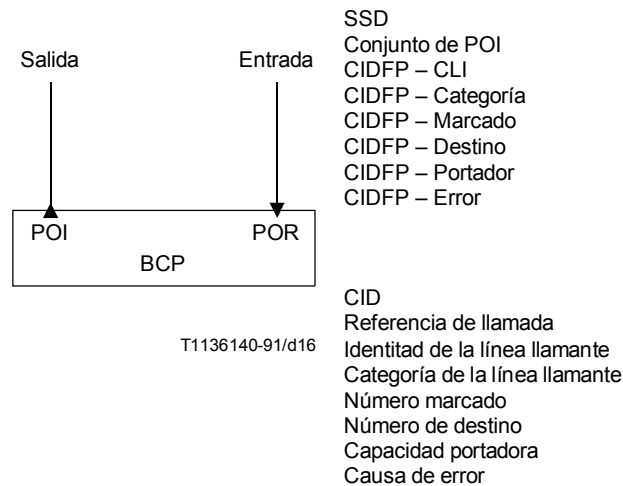 Salida
Entrada
POI
POR
BCP
T1136140-91/d16
SSD
Conjunto de POI
CIDFP – CLI
CIDFP – Categoría
CIDFP – Marcado
CIDFP – Destino
CIDFP – Portador
CIDFP – Error
CID
Referencia de llamada
Identidad de la línea llamante
Categoría de la línea llamante
Número marcado
Número de destino
Capacidad portadora
Causa de error